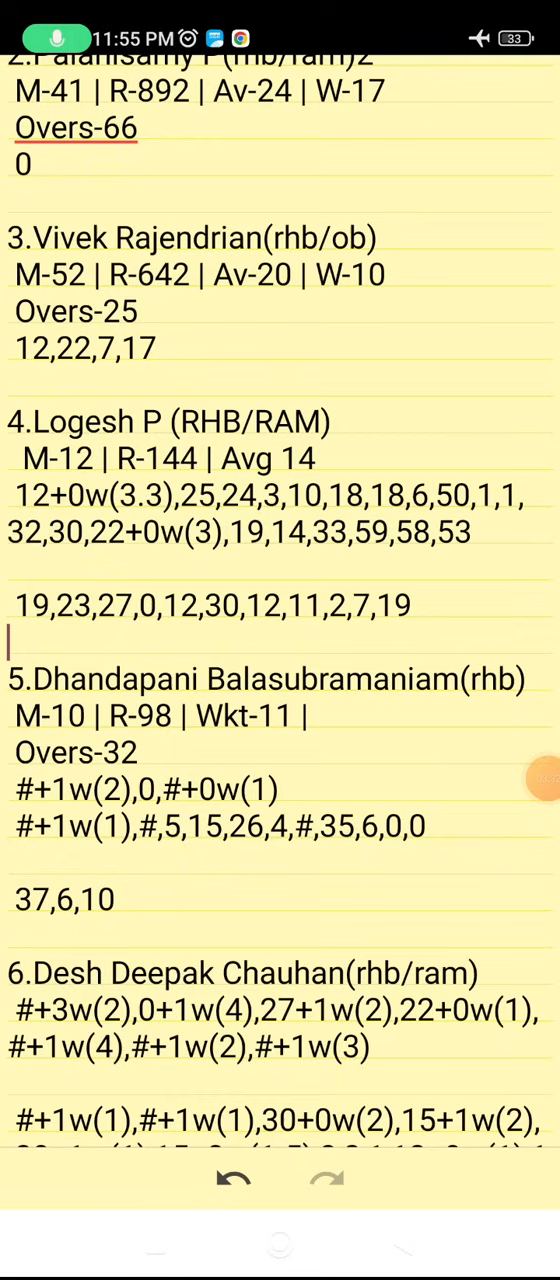 11:55 PM
33
M-41 | R-892 | Av-24 | W-17
Overs-66
0
3.Vivek Rajendrian(rhb/ob)
M-52 | R-642 | Av-20 | W-10
Overs-25
12,22,7,17
4.Logesh P (RHB/RAM)
M-12 | R-144 | Avg 14
12+0w(3.3),25,24,3,10,18,18,6,50,1,1,
32,30,22+0w(3),19,14,33,59,58,53
19,23,27,0,12,30,12,11,2,7,19
5.Dhandapani Balasubramaniam(rhb)
M-10 | R-98 | Wkt-11 |
Overs-32
#+1w(2),0,#+0w(1)
#+1w(1),#,5,15,26,4,#,35,6,0,0
37,6,10
6.Desh Deepak Chauhan(rhb/ram)
#+3w(2),0+1w(4),27+1w(2),22+0w(1),
#+1w(4),#+1w(2),#+1w(3)
#+1w(1),#+1w(1),30+0w(2),15+1w(2),